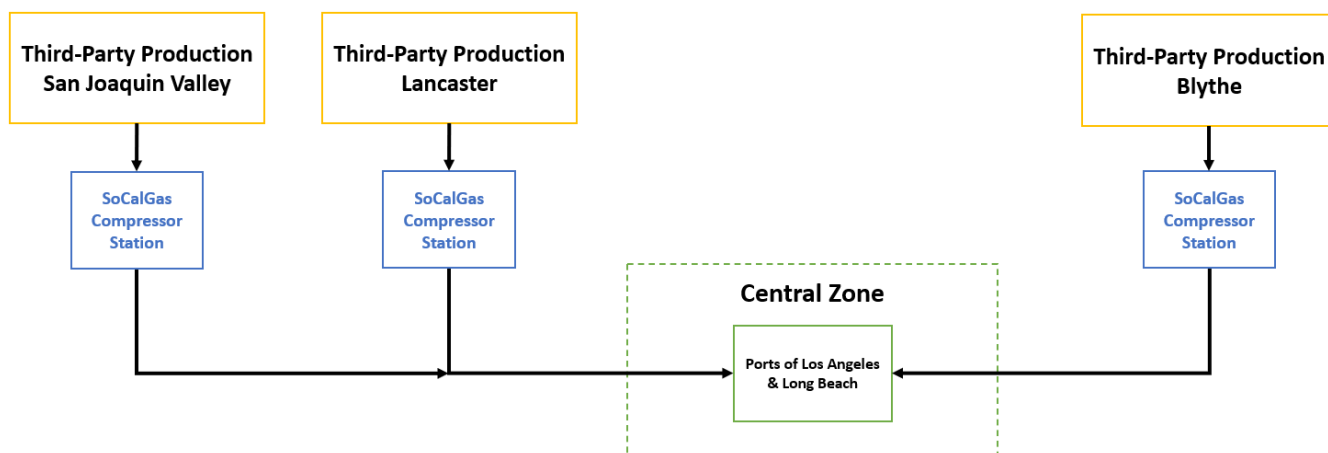 Third-Party Production
San Joaquin Valley
Third-Party Production
Lancaster
Third-Party Production
Blythe
SoCalGas
Compressor
Station
SoCalGas
Compressor
Station
SoCalGas
Compressor
Station
Central Zone
Ports of Los Angeles
& Long Beach